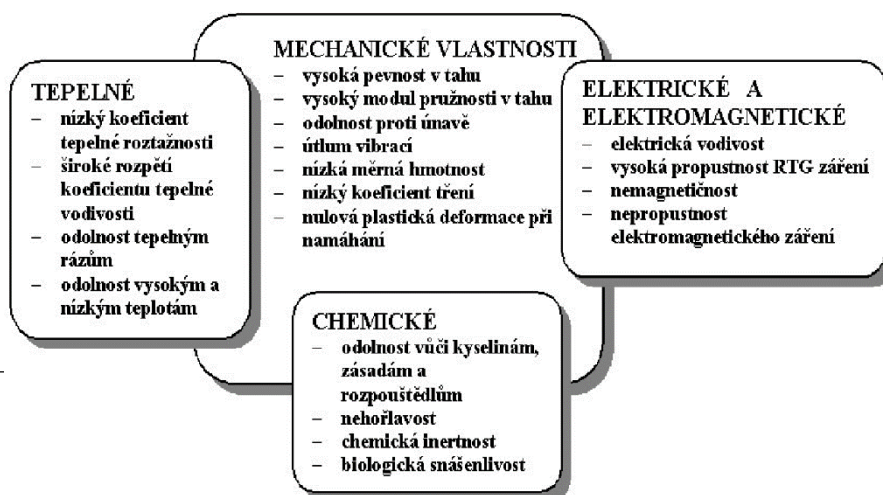 MECHANICKÉ VLASTNOSTI
– vysoká pevnost v tahu
– vysoký modul pružnosti v tahu
– odolnost proti únavě
– útlum vibrací
– nízká měrná hmotnost
– nízký koeficient tření
– nulová plastická deformace při
namáhání
TEPELNÉ
– nízký koeficient
tepelné roztažnosti
– široké rozpětí
koeficientu tepelné
vodivosti
– odolnost tepelným
rázům
– odolnost vysokým a
nízkým teplotám
ELEKTRICKÉ A
ELEKTROMAGNETICKÉ
– elektrická vodivost
– vysoká propustnost RTG záření
– nemagnetičnost
– nepropustnost
elektromagnetického záření
CHEMICKÉ
– odolnost vůči kyselinám,
zásadám a
rozpouštědlům
– nehořlavost
– chemická inertnost
– biologická snášenlivost